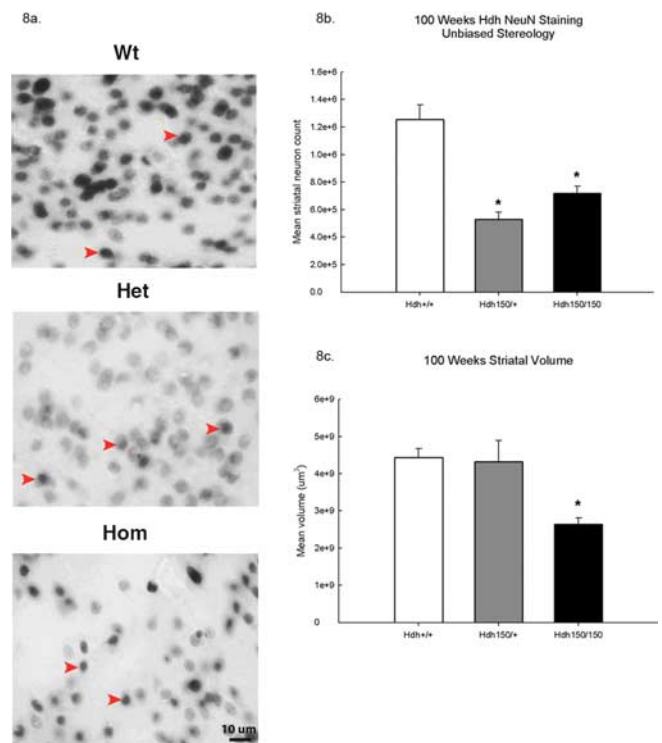 8a.
Wt
Het
Hom
10 um
8b.
100 Weeks Hdh NeuN Staining
Unbiased Stereology
Mean striatal neuron count
1.6e+6
1.4e+6
1.2e+6
1.0e+6
8.0e+5
6.0e+5
4.0e+5
2.0e+5
0.0
*
*
Hdh+/+
Hdh150/+
Hdh150/150
8c.
100 Weeks Striatal Volume
Mean volume (um³)
6e+9
5e+9
4e+9
3e+9
2e+9
1e+9
0
*
Hdh+/+
Hdh150/+
Hdh150/150